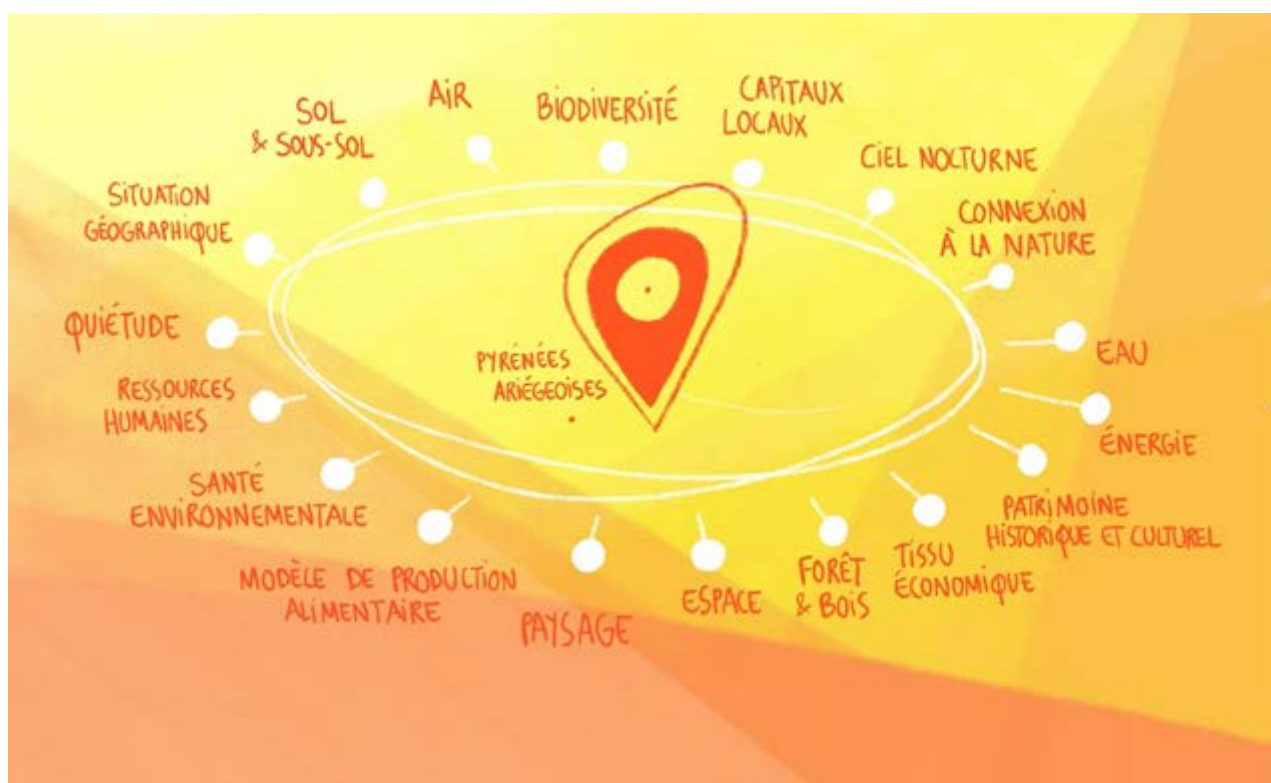 AIR
BIODIVERSITÉ
CAPITAUX
LOCAUX
CIEL NOCTURNE
CONNEXION
À LA NATURE
EAU
ÉNERGIE
PATRIMOINE
HISTORIQUE ET CULTUREL
TISSU
ÉCONOMIQUE
FORÊT
& BOIS
ESPACE
PAYSAGE
MODÈLE DE PRODUCTION
ALIMENTAIRE
SANTÉ
ENVIRONNEMENTALE
RESSOURCES
HUMAINES
QUIÉTUDE
SITUATION
GÉOGRAPHIQUE
SOL
& SOUS-SOL
PYRÉNÉES
ARIÉGEOISES